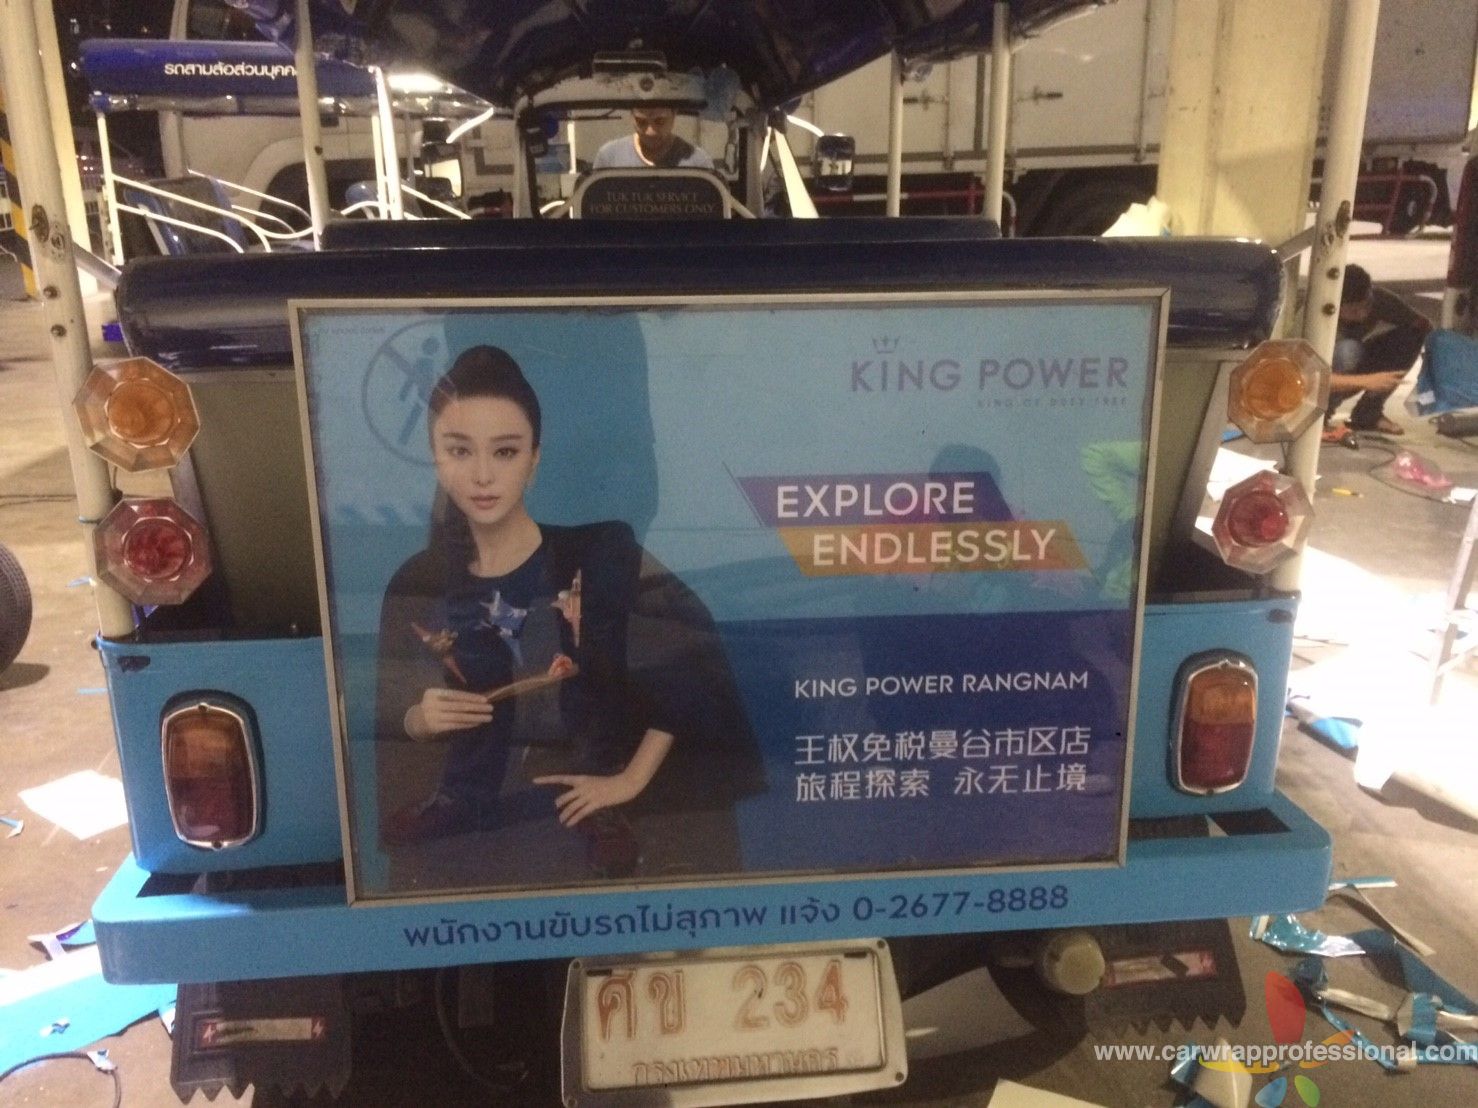 รถสามล้อส่วนบุคค
TUK TUK SERVICE
FOR CUSTOMERS ONLY
KING POWER
KING OF DUTY FREE
EXPLORE
ENDLESSLY
KING POWER RANGNAM
王权免税曼谷市区店
旅程探索 永无止境
พนักงานขับรถไม่สุภาพ แจ้ง 0-2677-8888
ศข 234
กรุงเทพมหานคร
www.carwrapprofessional.com